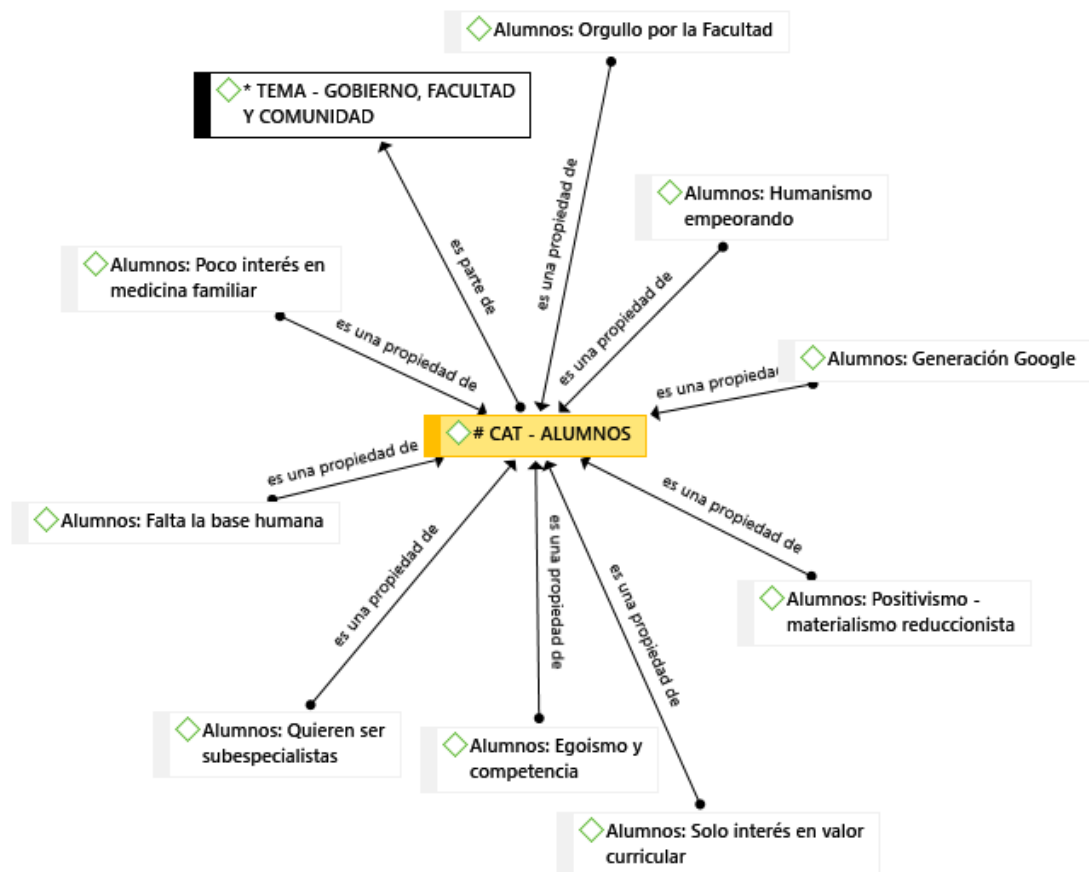 Alumnos: Orgullo por la Facultad
* TEMA - GOBIERNO, FACULTAD
Y COMUNIDAD
es una propiedad de
Alumnos: Humanismo
empeorando
es parte de
Alumnos: Poco interés en
medicina familiar
es una propiedad de
es una propiedad de
Alumnos: Generación Google
es una propiedad
# CAT - ALUMNOS
es una propiedad de
Alumnos: Falta la base humana
es una propiedad de
es una propiedad de
es una propiedad de
es una propiedad de
Alumnos: Positivismo -
materialismo reduccionista
Alumnos: Quieren ser
subespecialistas
Alumnos: Egoismo y
competencia
Alumnos: Solo interés en valor
curricular